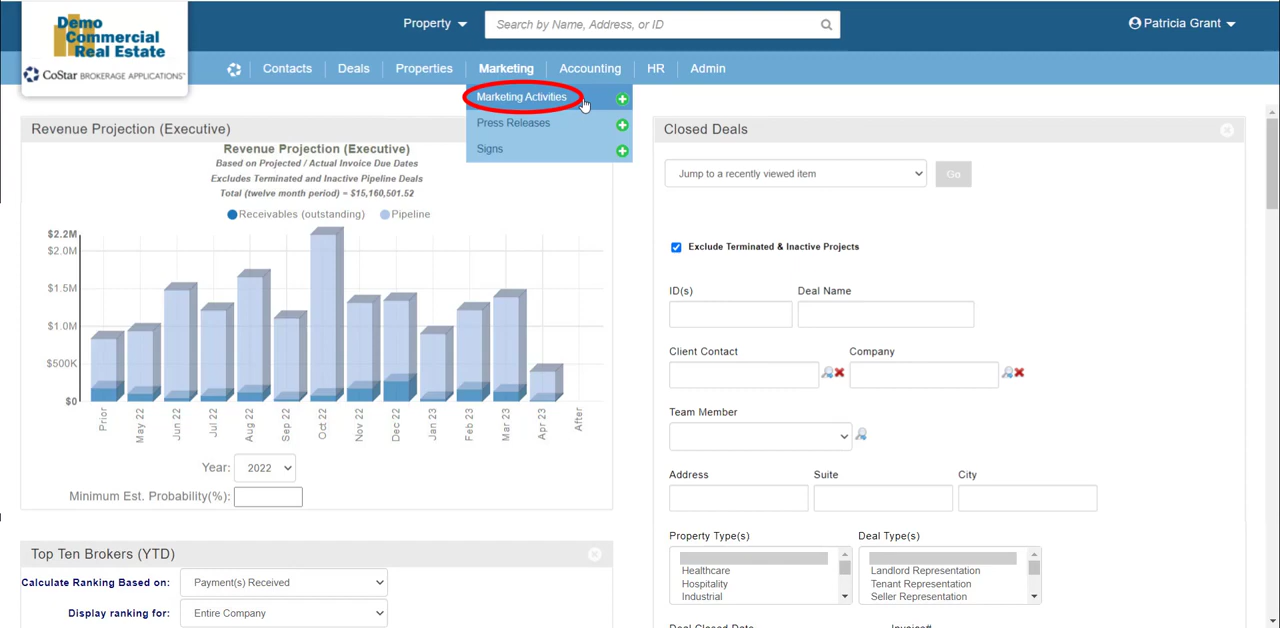 Demo
Commercial
Real Estate
CoStar BROKERAGE APPLICATIONS
Property
Search by Name, Address, or ID
Patricia Grant
Contacts
Deals
Properties
Marketing
Accounting
HR
Admin
Marketing Activities
Press Releases
Signs
Revenue Projection (Executive)
Revenue Projection (Executive)
Based on Projected / Actual Invoice Due Dates
Excludes Terminated and Inactive Pipeline Deals
Total (twelve month period) = $15,160,501.52
Receivables (outstanding) Pipeline
$2.2M
$2.0M
$1.5M
$1.0M
$500K
$0
Prior
May 22
Jun 22
Jul 22
Aug 22
Sep 22
Oct 22
Nov 22
Dec 22
Jan 23
Feb 23
Mar 23
Apr 23
After
Year: 2022
Minimum Est. Probability(%):
Top Ten Brokers (YTD)
Calculate Ranking Based on: Payment(s) Received
Display ranking for: Entire Company
Closed Deals
Jump to a recently viewed item
Go
Exclude Terminated & Inactive Projects
ID(s) Deal Name
Client Contact Company
Team Member
Address Suite City
Property Type(s) Deal Type(s)
Healthcare Landlord Representation
Hospitality Tenant Representation
Industrial Seller Representation
Deal Closed Date Invoice#